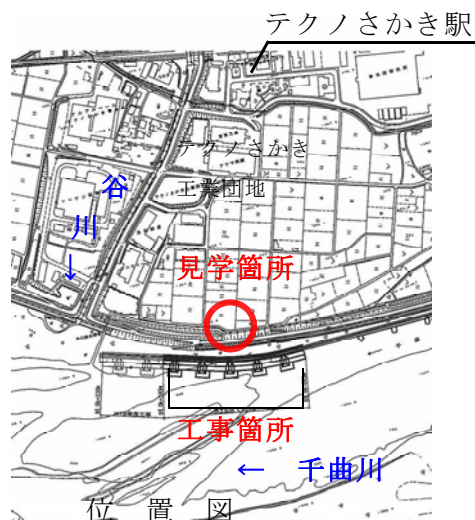 テクノさかき駅
テクノさかき
工業団地
谷
川
↓
見学箇所
工事箇所
← 千曲川
位置図